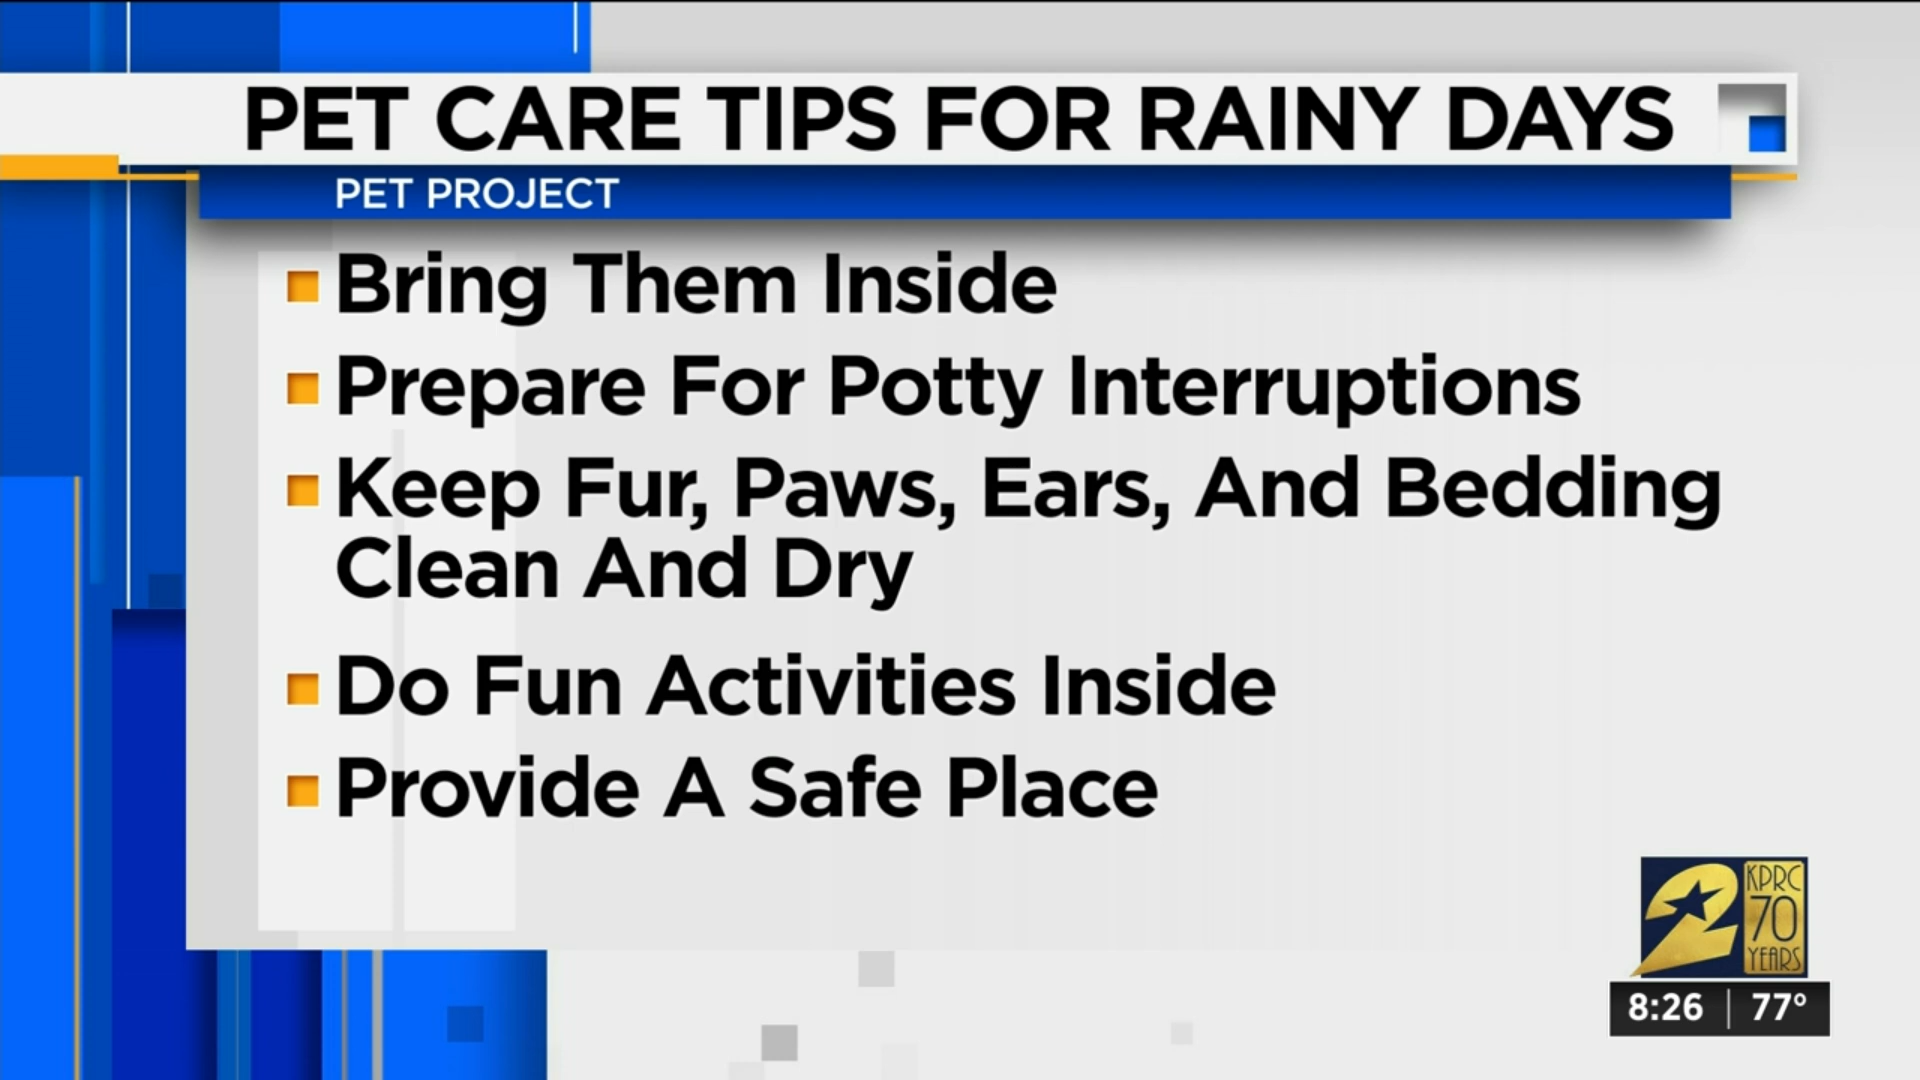 PET CARE TIPS FOR RAINY DAYS
PET PROJECT
Bring Them Inside
Prepare For Potty Interruptions
Keep Fur, Paws, Ears, And Bedding
Clean And Dry
Do Fun Activities Inside
Provide A Safe Place
2
KPRC
70
YEARS
8:26 77°